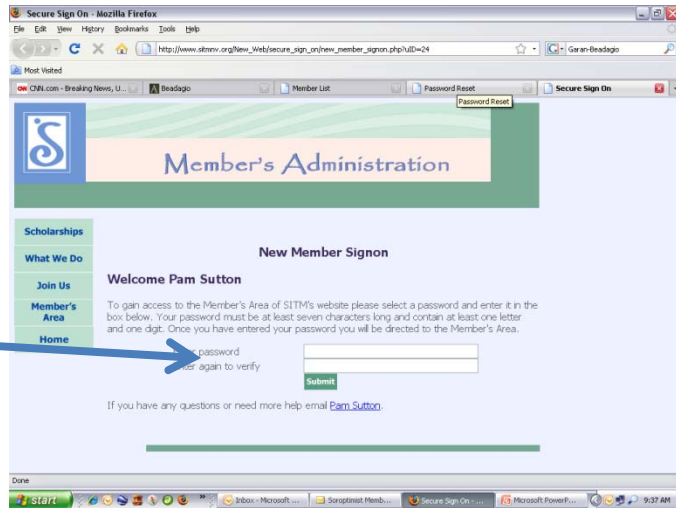 Secure Sign On - Mozilla Firefox
File Edit View History Bookmarks Tools Help
http://www.sitmnv.org/New_Web/secure_sign_on/new_member_signon.php?uID=24 Garan-Beadagio
Most Visited
CNN.com - Breaking News, U... Beadagio Member List Password Reset Secure Sign On
Password Reset
S
Member's Administration
Scholarships
What We Do
Join Us
Member's
Area
Home
New Member Signon
Welcome Pam Sutton
To gain access to the Member's Area of SITM's website please select a password and enter it in the
box below. Your password must be at least seven characters long and contain at least one letter
and one digit. Once you have entered your password you will be directed to the Member's Area.
password
again to verify
Submit
If you have any questions or need more help email Pam Sutton.
Done
start Inbox - Microsoft ... Soroptimist Memb... Secure Sign On - ... Microsoft PowerP... 9:37 AM